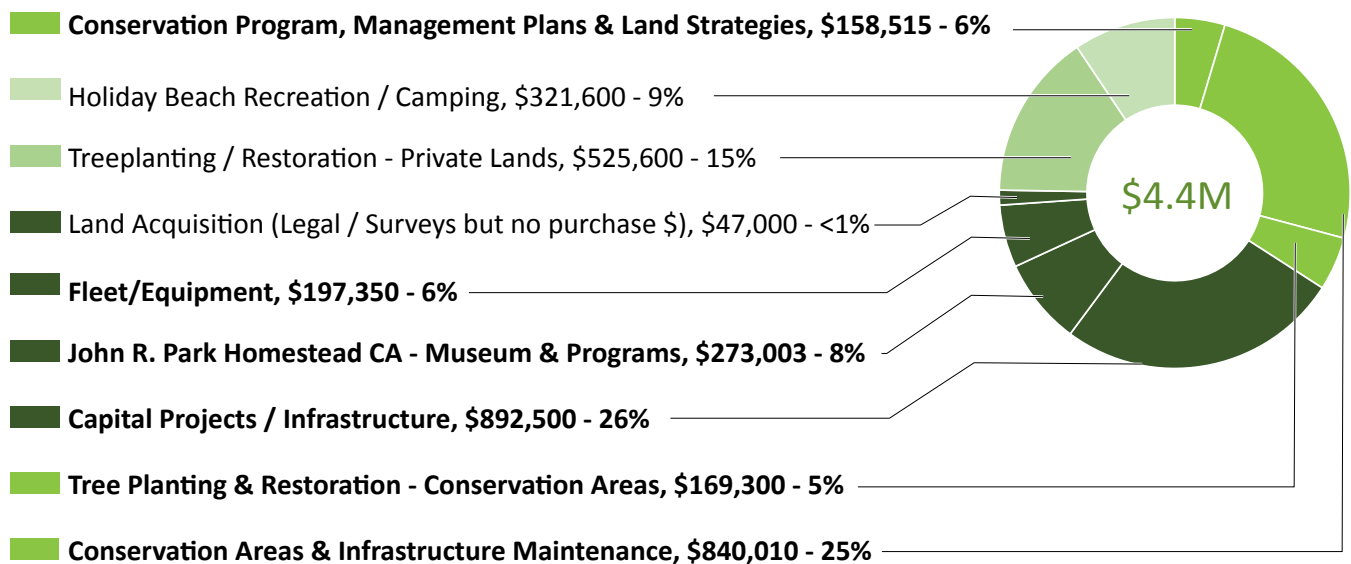 Conservation Program, Management Plans & Land Strategies, $158,515 - 6%
Holiday Beach Recreation / Camping, $321,600 - 9%
Treeplanting / Restoration - Private Lands, $525,600 - 15%
Land Acquisition (Legal / Surveys but no purchase $), $47,000 - <1%
Fleet/Equipment, $197,350 - 6%
John R. Park Homestead CA - Museum & Programs, $273,003 - 8%
Capital Projects / Infrastructure, $892,500 - 26%
Tree Planting & Restoration - Conservation Areas, $169,300 - 5%
Conservation Areas & Infrastructure Maintenance, $840,010 - 25%
$4.4M